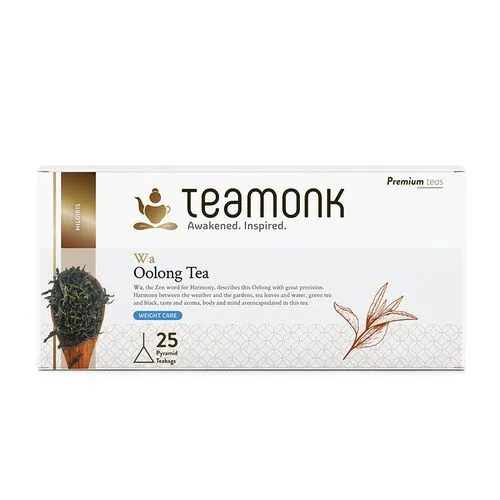 Premium teas
NILGIRIS
TEAMONK
Awakened. Inspired.
Wa
Oolong Tea
Wa, the Zen word for Harmony, describes this Oolong with great precision.
Harmony between the weather and the gardens, tea leaves and water, green tea
and black, taste and aroma, body and mind areencapsulated in this tea.
WEIGHT CARE
25
Pyramid
Teabags